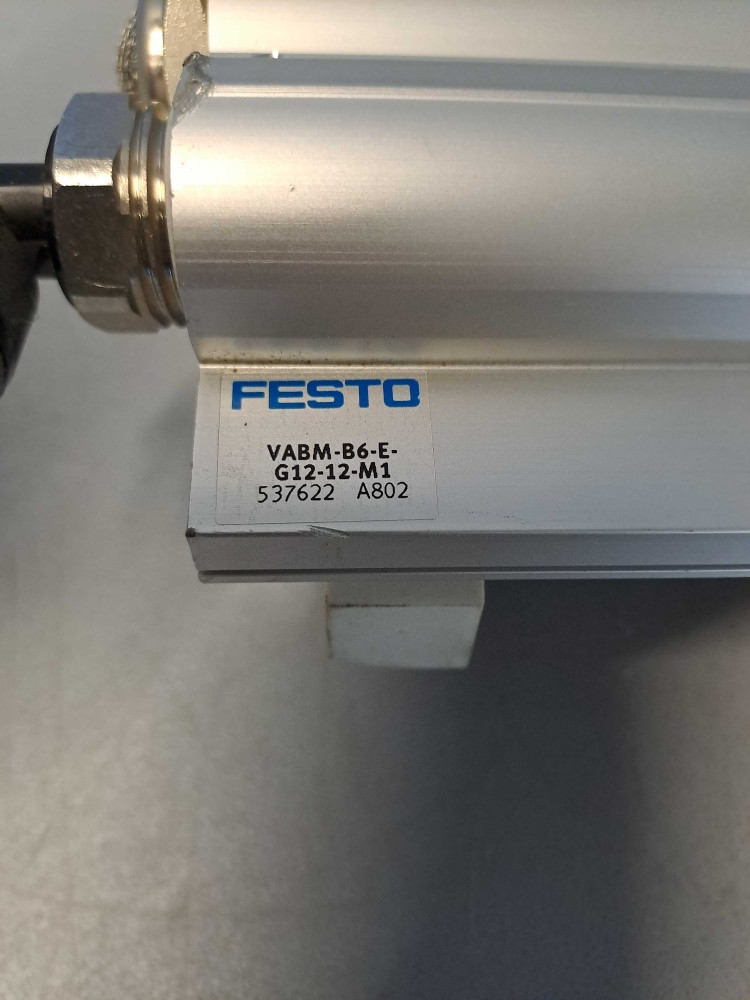 FESTO
VABM-B6-E-
G12-12-M1
537622 A802